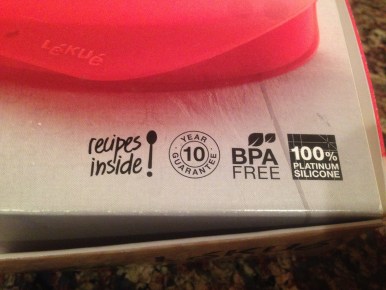 LÉKUÉ
recipes
inside!
YEAR
10
GUARANTEE
BPA
FREE
100%
PLATINUM
SILICONE